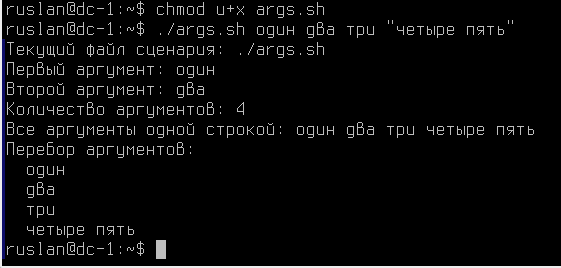 ruslan@dc-1:~$ chmod u+x args.sh
ruslan@dc-1:~$ ./args.sh один два три "четыре пять"
Текущий файл сценария: ./args.sh
Первый аргумент: один
Второй аргумент: два
Количество аргументов: 4
Все аргументы одной строкой: один два три четыре пять
Перебор аргументов:
  один
  два
  три
  четыре пять
ruslan@dc-1:~$